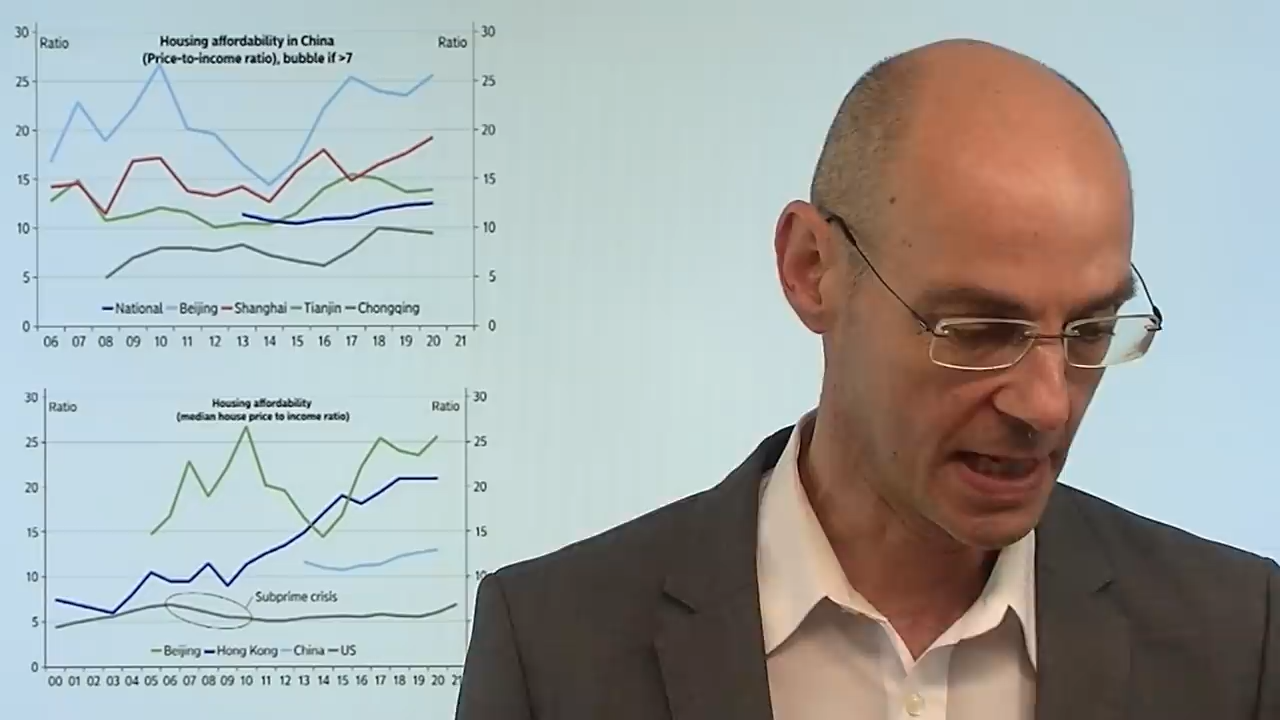 Housing affordability in China
(Price-to-income ratio), bubble if >7
Ratio Ratio
30 30
25 25
20 20
15 15
10 10
5 5
0 0
National Beijing Shanghai Tianjin Chongqing
06 07 08 09 10 11 12 13 14 15 16 17 18 19 20 21
Housing affordability
(median house price to income ratio)
Ratio Ratio
30 30
25 25
20 20
15 15
10 10
5
0
Subprime crisis
Beijing Hong Kong China US
00 01 02 03 04 05 06 07 08 09 10 11 12 13 14 15 16 17 18 19 20 21